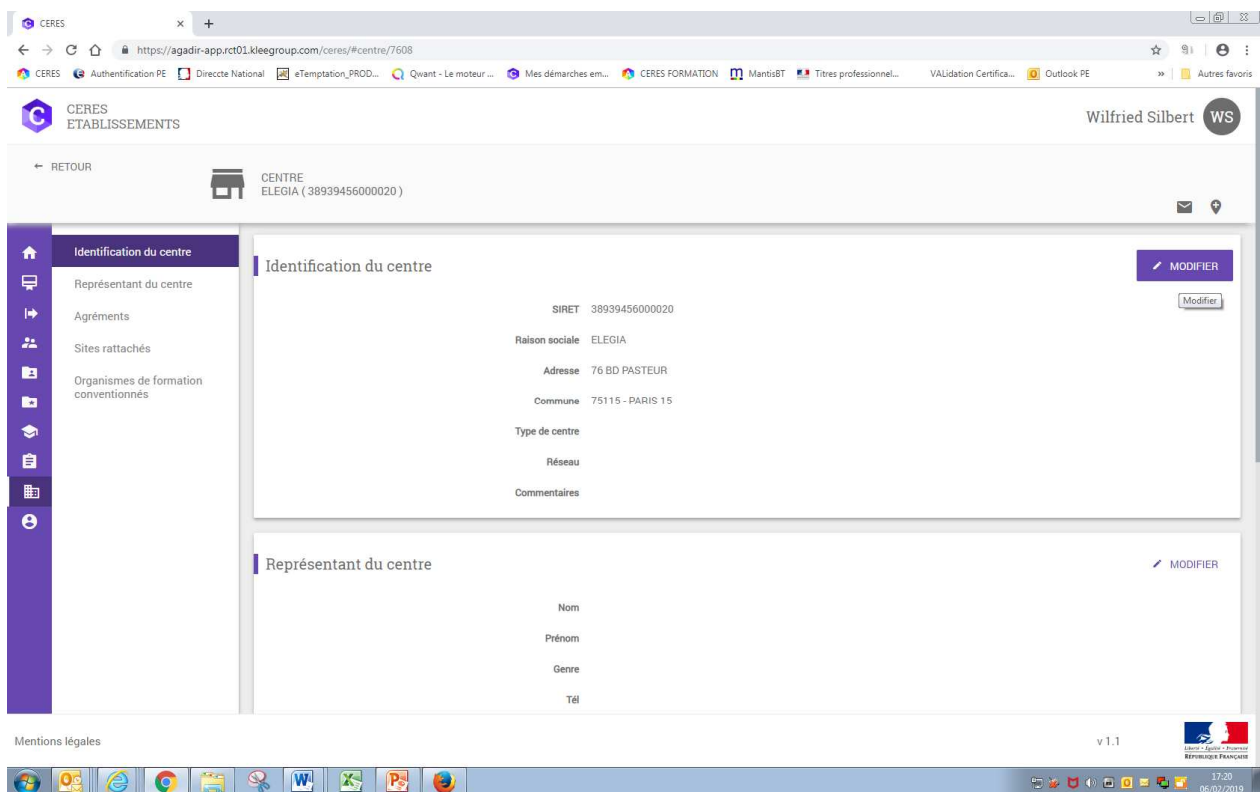 CERES
https://agadir-app.rct01.kleegroup.com/ceres/#centre/7608
CERES Authentification PE Direccte National eTemptation_PROD... Qwant - Le moteur ... Mes démarches em... CERES FORMATION MantisBT Titres professionnel... VALidation Certifica... Outlook PE » Autres favoris
CERES
ETABLISSEMENTS
Wilfried Silbert WS
← RETOUR
CENTRE
ELEGIA ( 38939456000020 )
Identification du centre
Représentant du centre
Agréments
Sites rattachés
Organismes de formation
conventionnés
Identification du centre
MODIFIER
Modifier
SIRET 38939456000020
Raison sociale ELEGIA
Adresse 76 BD PASTEUR
Commune 75115 - PARIS 15
Type de centre
Réseau
Commentaires
Représentant du centre
MODIFIER
Nom
Prénom
Genre
Tél
Mentions légales
v 1.1
Liberté • Égalité • Fraternité
RÉPUBLIQUE FRANÇAISE
17:20
06/02/2019